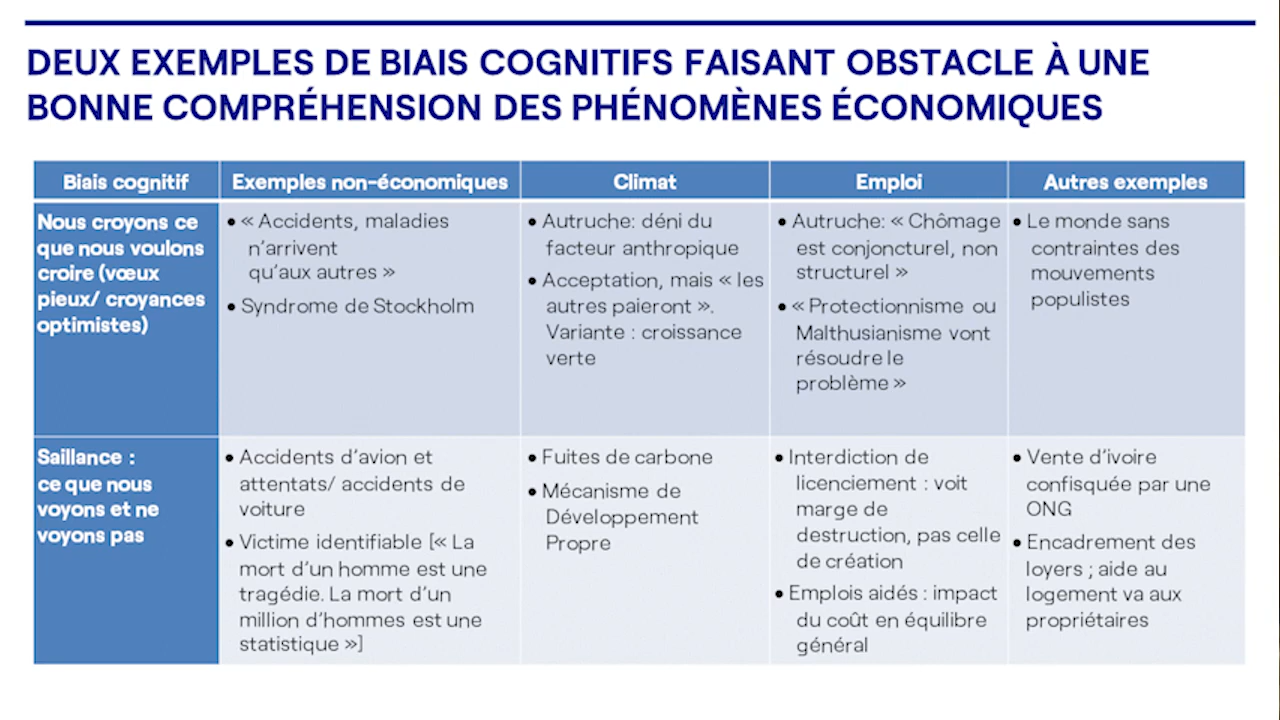 DEUX EXEMPLES DE BIAIS COGNITIFS FAISANT OBSTACLE À UNE
BONNE COMPRÉHENSION DES PHÉNOMÈNES ÉCONOMIQUES
Biais cognitif
Exemples non-économiques
Climat
Emploi
Autres exemples
Nous croyons ce
que nous voulons
croire (vœux
pieux/ croyances
optimistes)
• « Accidents, maladies
n’arrivent
qu’aux autres »
• Syndrome de Stockholm
• Autruche: déni du
facteur anthropique
• Acceptation, mais « les
autres paieront ».
Variante : croissance
verte
• Autruche: « Chômage
est conjoncturel, non
structurel »
• « Protectionnisme ou
Malthusianisme vont
résoudre le
problème »
• Le monde sans
contraintes des
mouvements
populistes
Saillance :
ce que nous
voyons et ne
voyons pas
• Accidents d’avion et
attentats/ accidents de
voiture
• Victime identifiable [« La
mort d’un homme est une
tragédie. La mort d’un
million d’hommes est une
statistique »]
• Fuites de carbone
• Mécanisme de
Développement
Propre
• Interdiction de
licenciement : voit
marge de
destruction, pas celle
de création
• Emplois aidés : impact
du coût en équilibre
général
• Vente d’ivoire
confisquée par une
ONG
• Encadrement des
loyers ; aide au
logement va aux
propriétaires